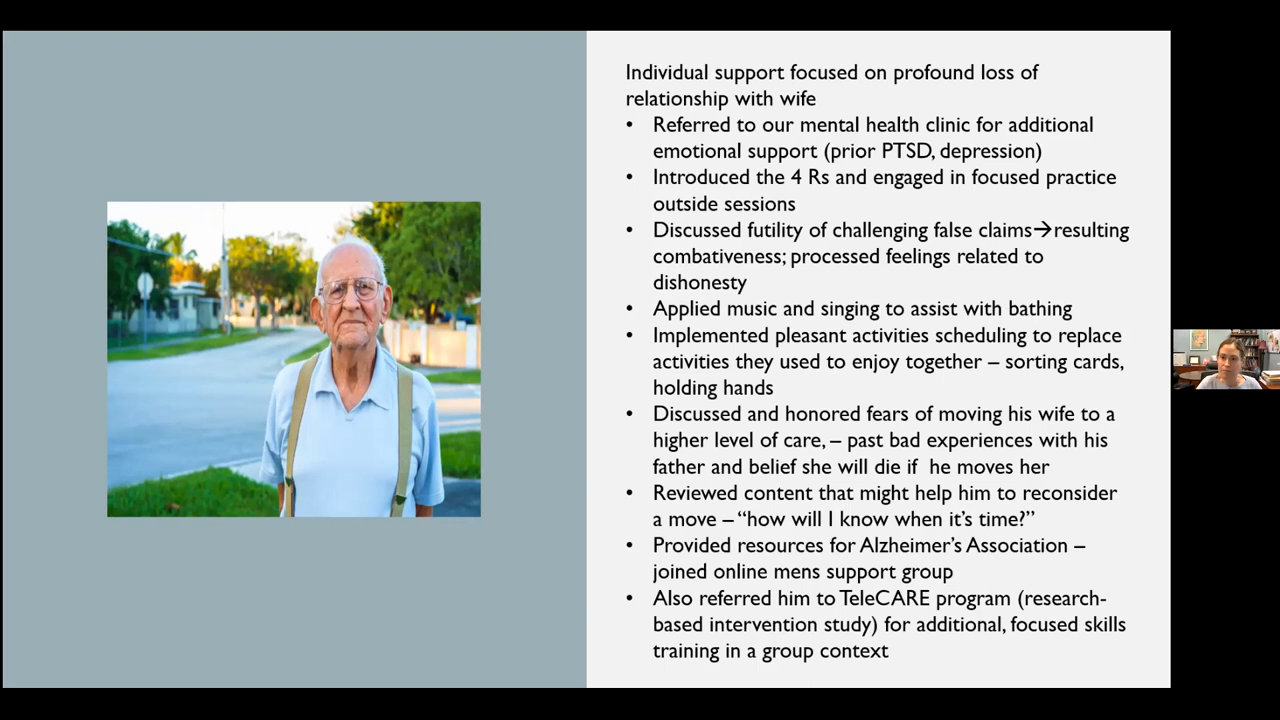 Individual support focused on profound loss of
relationship with wife
• Referred to our mental health clinic for additional
emotional support (prior PTSD, depression)
• Introduced the 4 Rs and engaged in focused practice
outside sessions
• Discussed futility of challenging false claims→resulting
combativeness; processed feelings related to
dishonesty
• Applied music and singing to assist with bathing
• Implemented pleasant activities scheduling to replace
activities they used to enjoy together – sorting cards,
holding hands
• Discussed and honored fears of moving his wife to a
higher level of care, – past bad experiences with his
father and belief she will die if  he moves her
• Reviewed content that might help him to reconsider
a move – “how will I know when it’s time?”
• Provided resources for Alzheimer’s Association –
joined online mens support group
• Also referred him to TeleCARE program (research-
based intervention study) for additional, focused skills
training in a group context